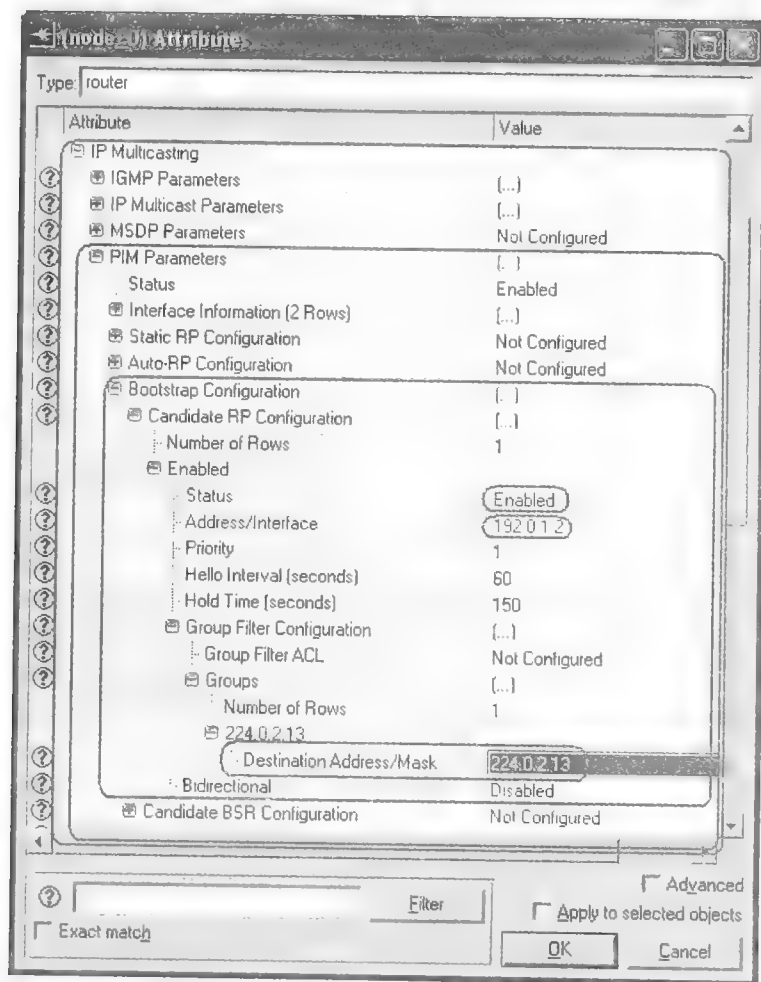 (node_0) Attributes
Type: router
Attribute Value
IP Multicasting
IGMP Parameters (...)
IP Multicast Parameters (...)
MSDP Parameters Not Configured
PIM Parameters (. )
Status Enabled
Interface Information (2 Rows) (...)
Static RP Configuration Not Configured
Auto-RP Configuration Not Configured
Bootstrap Configuration (. )
Candidate RP Configuration (...)
Number of Rows 1
Enabled
Status Enabled
Address/Interface 192.0.1.2
Priority 1
Hello Interval (seconds) 60
Hold Time (seconds) 150
Group Filter Configuration (...)
Group Filter ACL Not Configured
Groups (...)
Number of Rows 1
224.0.2.13
Destination Address/Mask 224.0.2.13
Bidirectional Disabled
Candidate BSR Configuration Not Configured
Filter
Advanced
Apply to selected objects
Exact match
OK Cancel